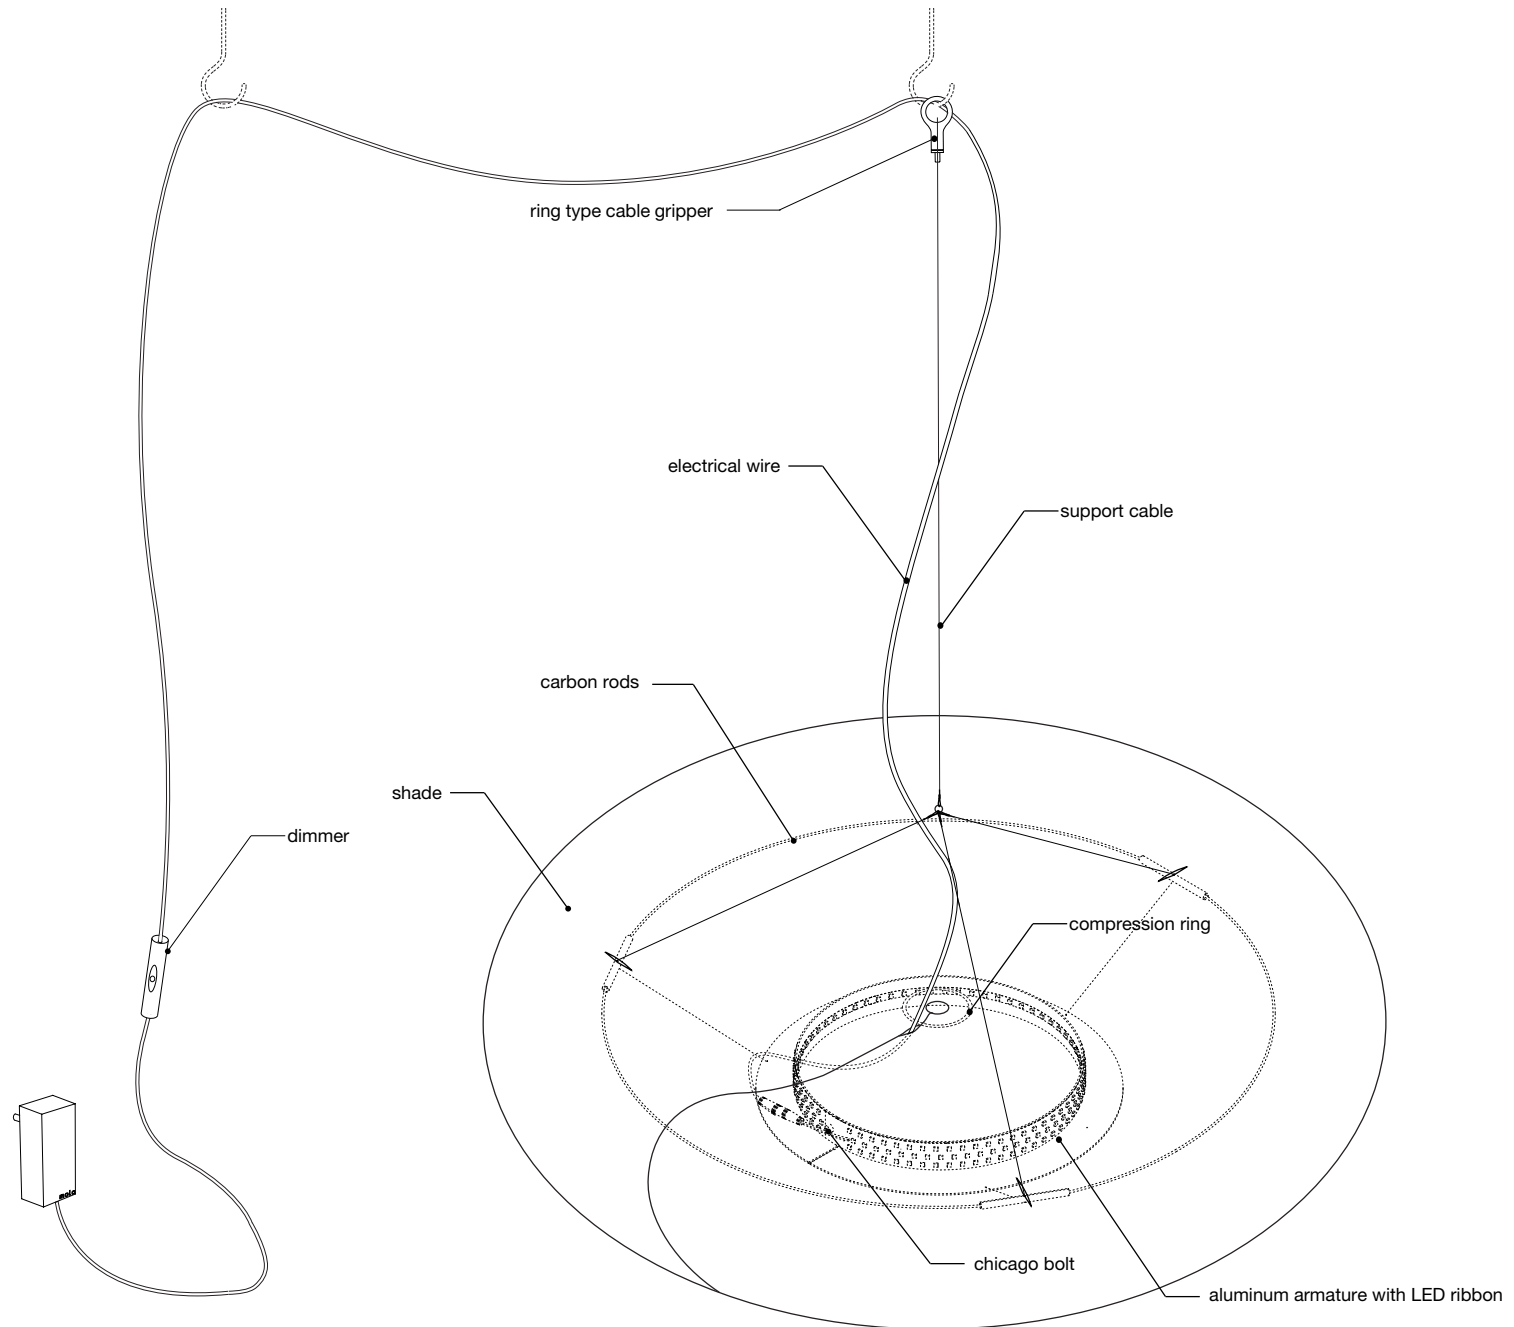 ring type cable gripper
electrical wire
support cable
carbon rods
shade
dimmer
compression ring
molo
chicago bolt
aluminum armature with LED ribbon